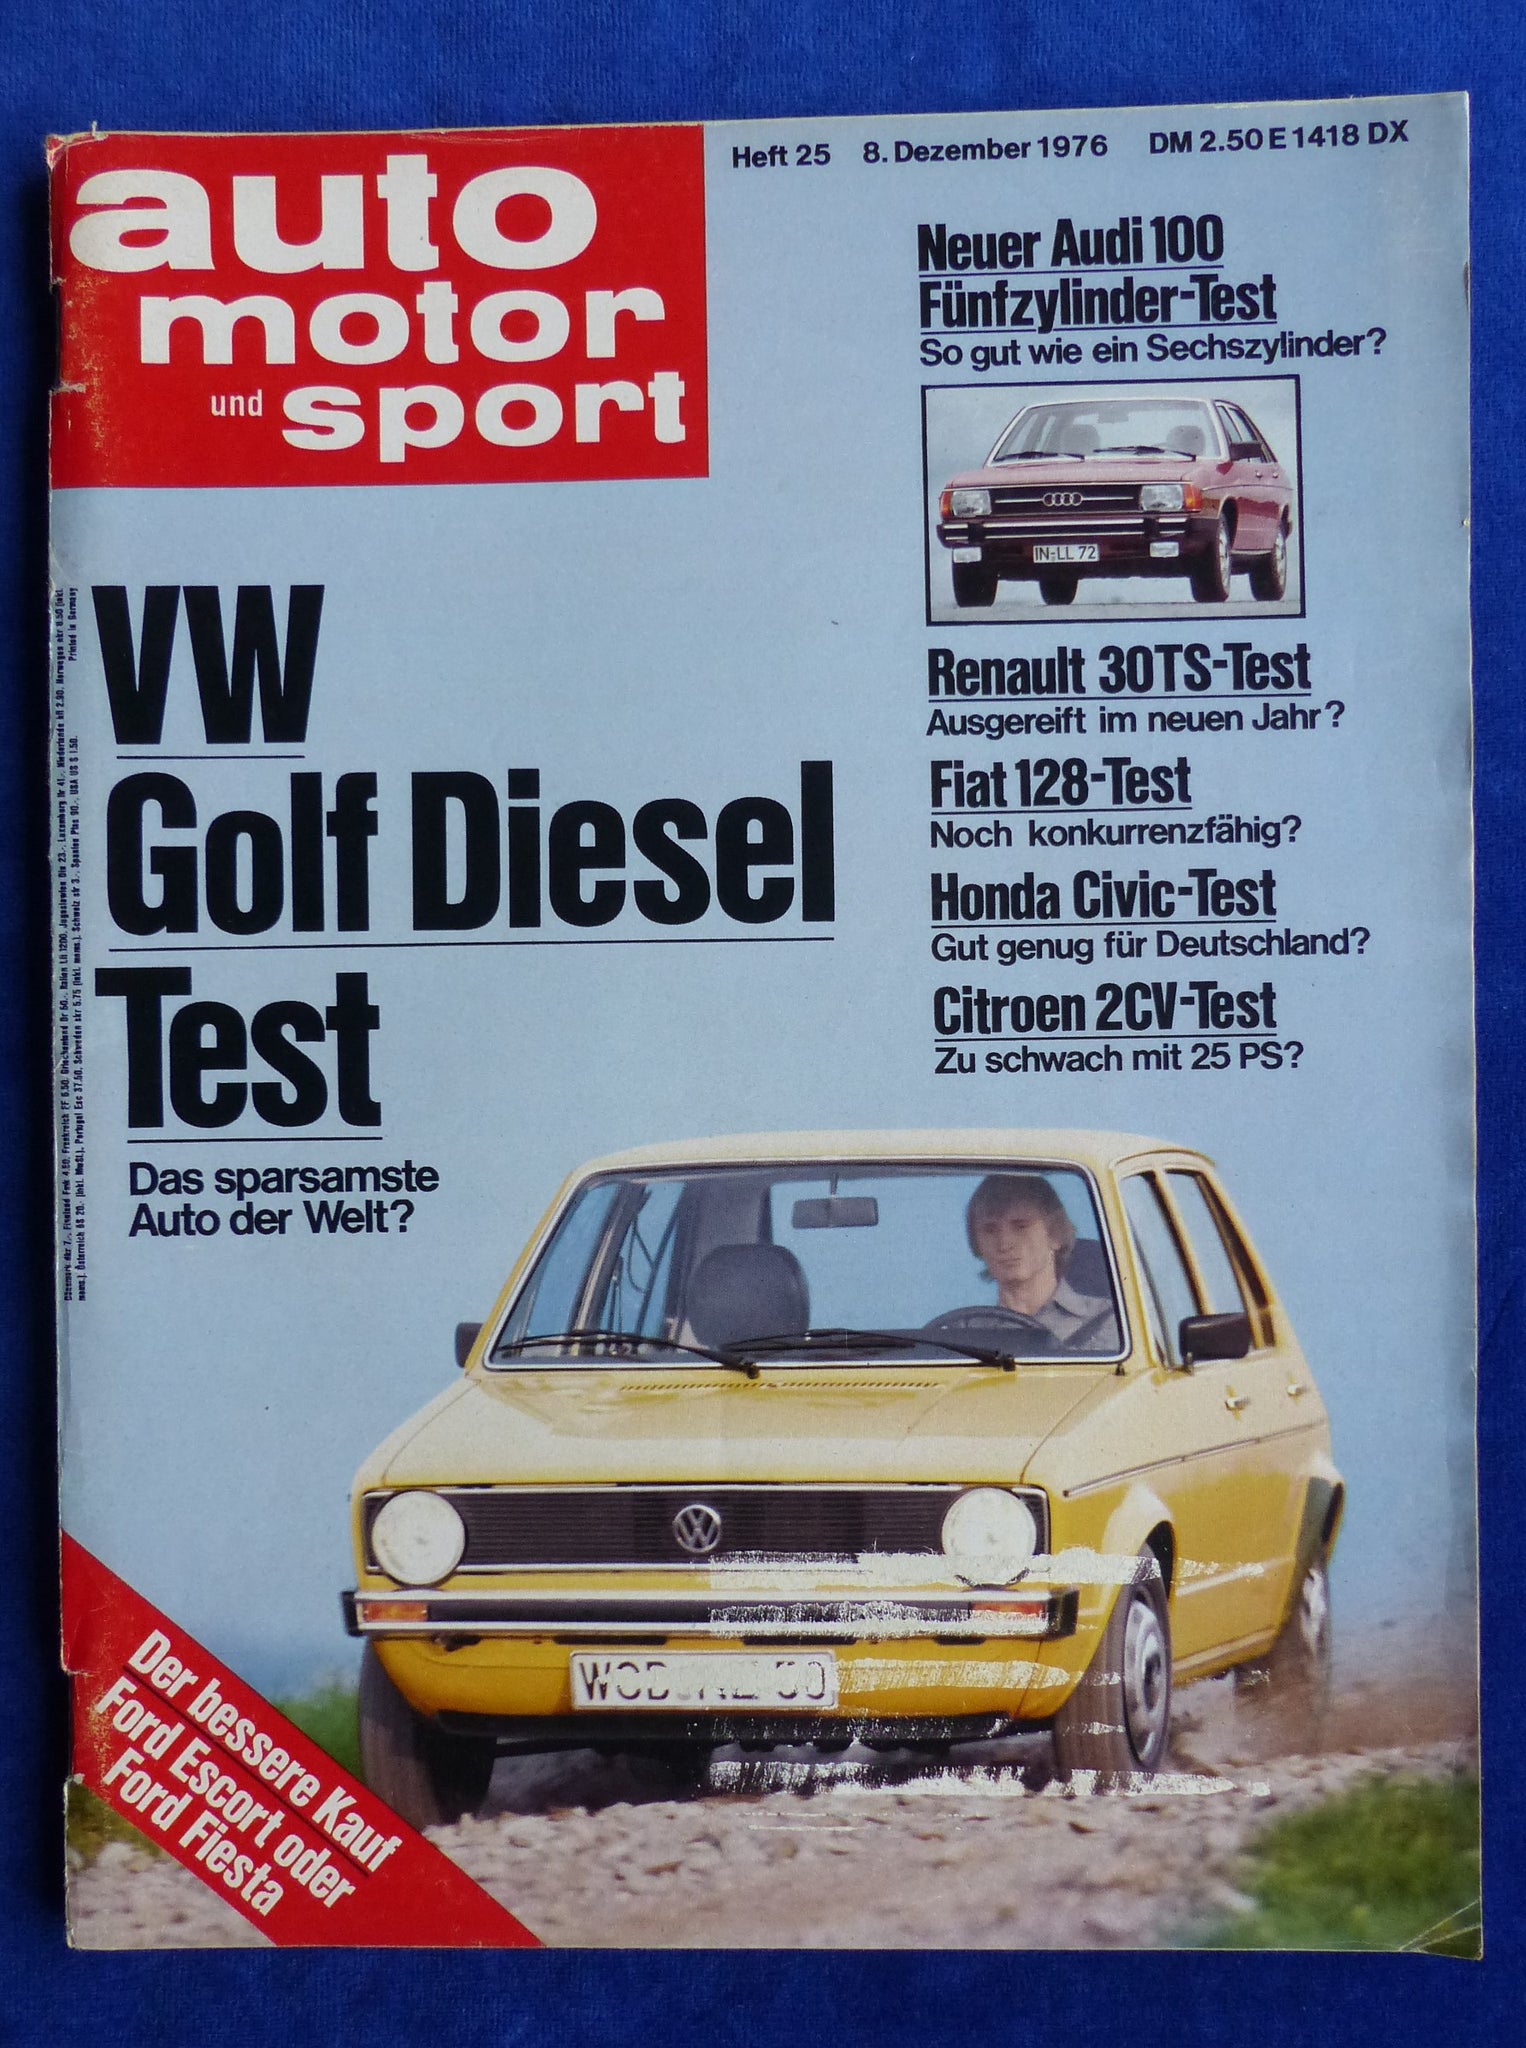 auto
motor
und sport
Heft 25 8. Dezember 1976 DM 2.50 E 1418 DX
Neuer Audi 100
Fünfzylinder-Test
So gut wie ein Sechszylinder?
IN-LL 72
Renault 30TS-Test
Ausgereift im neuen Jahr?
Fiat 128-Test
Noch konkurrenzfähig?
Honda Civic-Test
Gut genug für Deutschland?
Citroen 2CV-Test
Zu schwach mit 25 PS?
VW
Golf Diesel
Test
Das sparsamste
Auto der Welt?
Printed in Germany
Der bessere Kauf
Ford Escort oder
Ford Fiesta